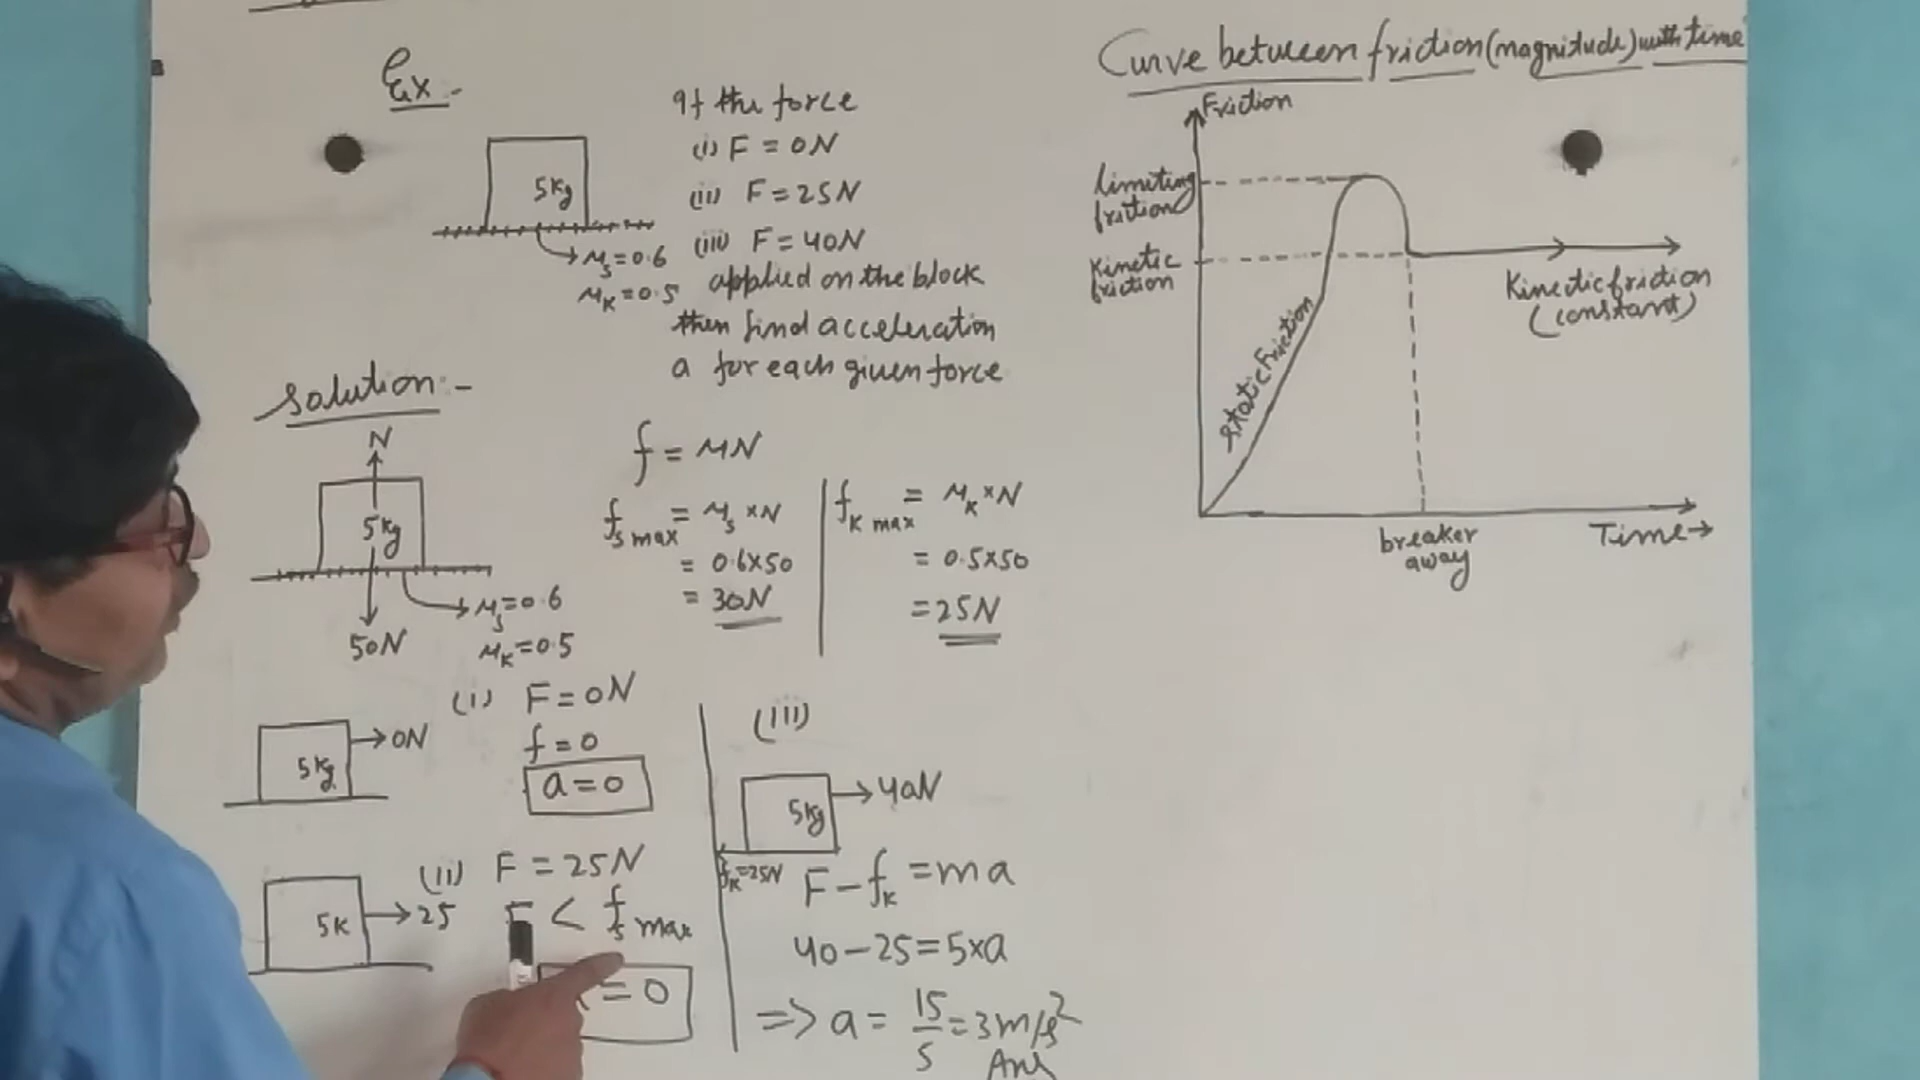 Ex.-
If the force
(i) F = 0N
(ii) F = 25N
(iii) F = 40N
applied on the block
then find acceleration
a for each given force
5kg
μs = 0.6
μK = 0.5
Solution:-
N
5kg
50N
μs = 0.6
μK = 0.5
f = μN
fs max = μs × N
= 0.6×50
= 30N
fK max = μK × N
= 0.5×50
= 25N
(i) F = 0N
5kg
0N
f = 0
a = 0
(ii) F = 25N
5K
25
F < fs max
= 0
(iii)
5kg
40N
fK = 25N
F - fK = ma
40 - 25 = 5×a
=> a = 15/5 = 3m/s²
Ans
Curve between friction (magnitude) with time
Friction
limiting
friction
Kinetic
friction
Static Friction
Kinetic friction
(constant)
breaker
away
Time→